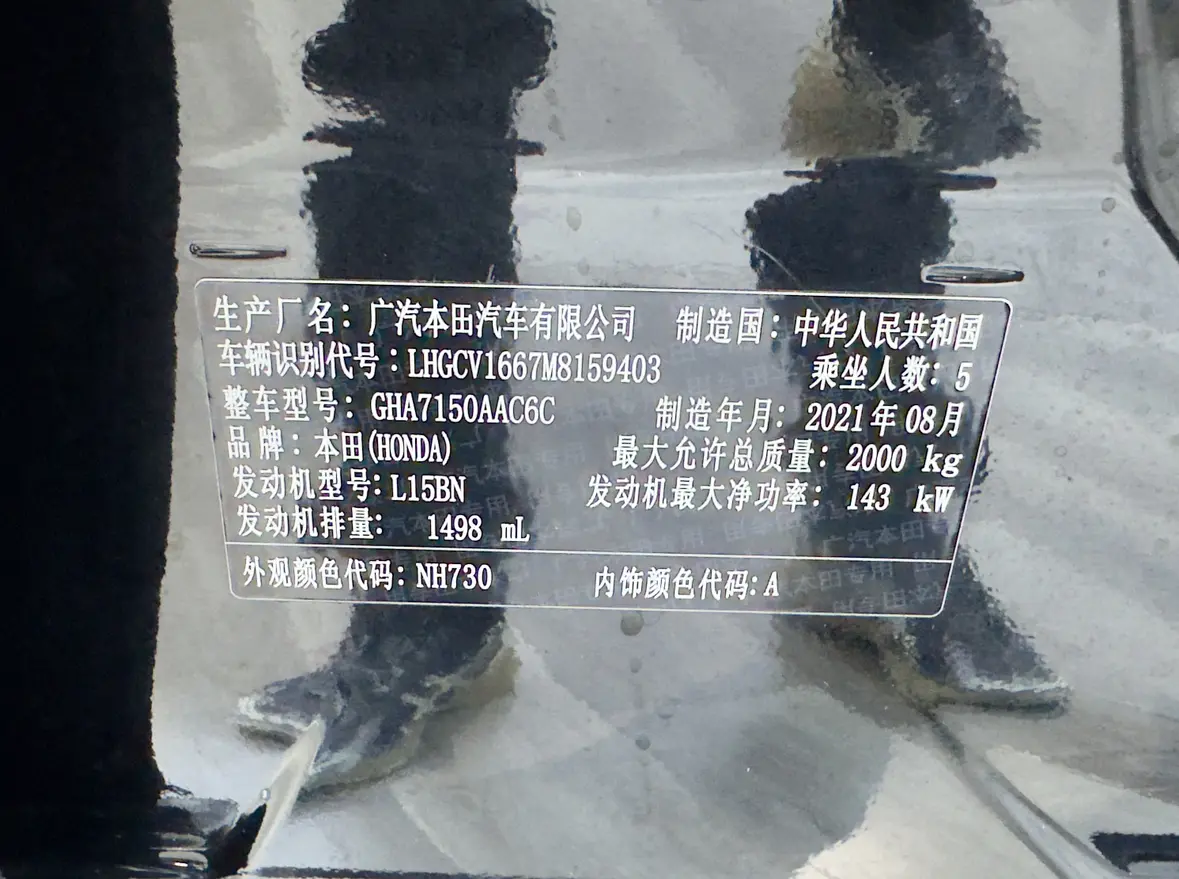 生产厂名：广汽本田汽车有限公司 制造国：中华人民共和国
车辆识别代号：LHGCV1667M8159403 乘坐人数：5
整车型号：GHA7150AAC6C 制造年月：2021年08月
品牌：本田(HONDA) 最大允许总质量：2000 kg
发动机型号：L15BN 发动机最大净功率：143 kW
发动机排量： 1498 mL
外观颜色代码：NH730 内饰颜色代码：A